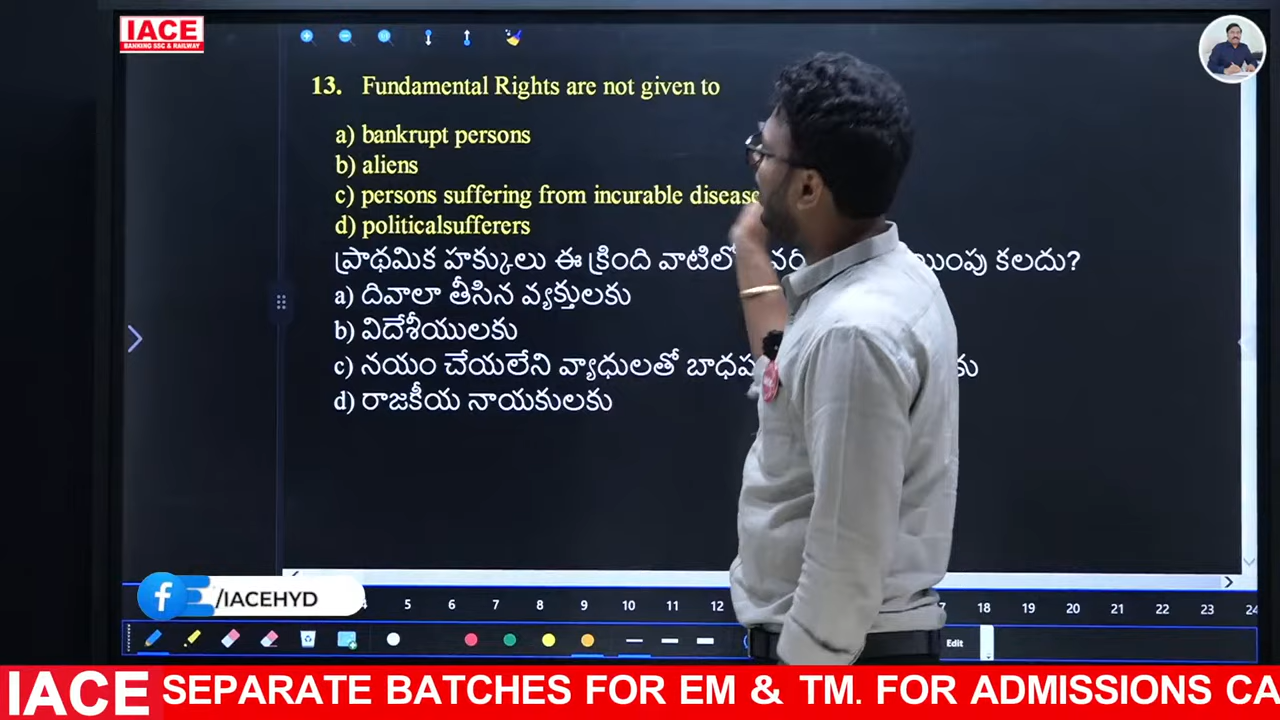 IACE
BANKING SSC & RAILWAY
13. Fundamental Rights are not given to
a) bankrupt persons
b) aliens
c) persons suffering from incurable disease
d) politicalsufferers
ప్రాథమిక హక్కులు ఈ క్రింది వాటిలో కలదు?
a) దివాలా తీసిన వ్యక్తులకు
b) విదేశీయులకు
c) నయం చేయలేని వ్యాధులతో
d) రాజకీయ నాయకులకు
/IACEHYD
5 6 7 8 9 10 11 12 17 18 19 20 21 22 23 24
Edit
IACE SEPARATE BATCHES FOR EM & TM. FOR ADMISSIONS CA